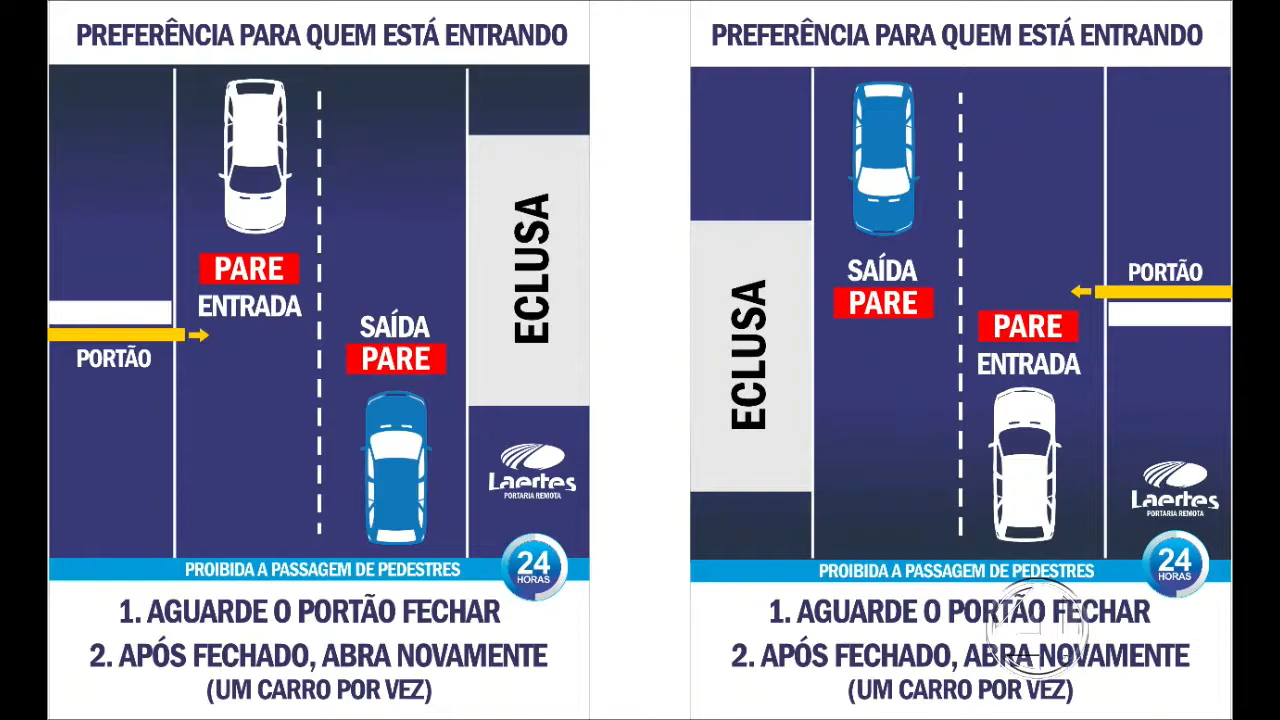 PREFERÊNCIA PARA QUEM ESTÁ ENTRANDO
PARE
ENTRADA
SAÍDA
PARE
PORTÃO
ECLUSA
Laertes
PORTARIA REMOTA
24
HORAS
PROIBIDA A PASSAGEM DE PEDESTRES
1. AGUARDE O PORTÃO FECHAR
2. APÓS FECHADO, ABRA NOVAMENTE
(UM CARRO POR VEZ)
PREFERÊNCIA PARA QUEM ESTÁ ENTRANDO
SAÍDA
PARE
PORTÃO
PARE
ENTRADA
ECLUSA
Laertes
PORTARIA REMOTA
24
HORAS
PROIBIDA A PASSAGEM DE PEDESTRES
1. AGUARDE O PORTÃO FECHAR
2. APÓS FECHADO, ABRA NOVAMENTE
(UM CARRO POR VEZ)